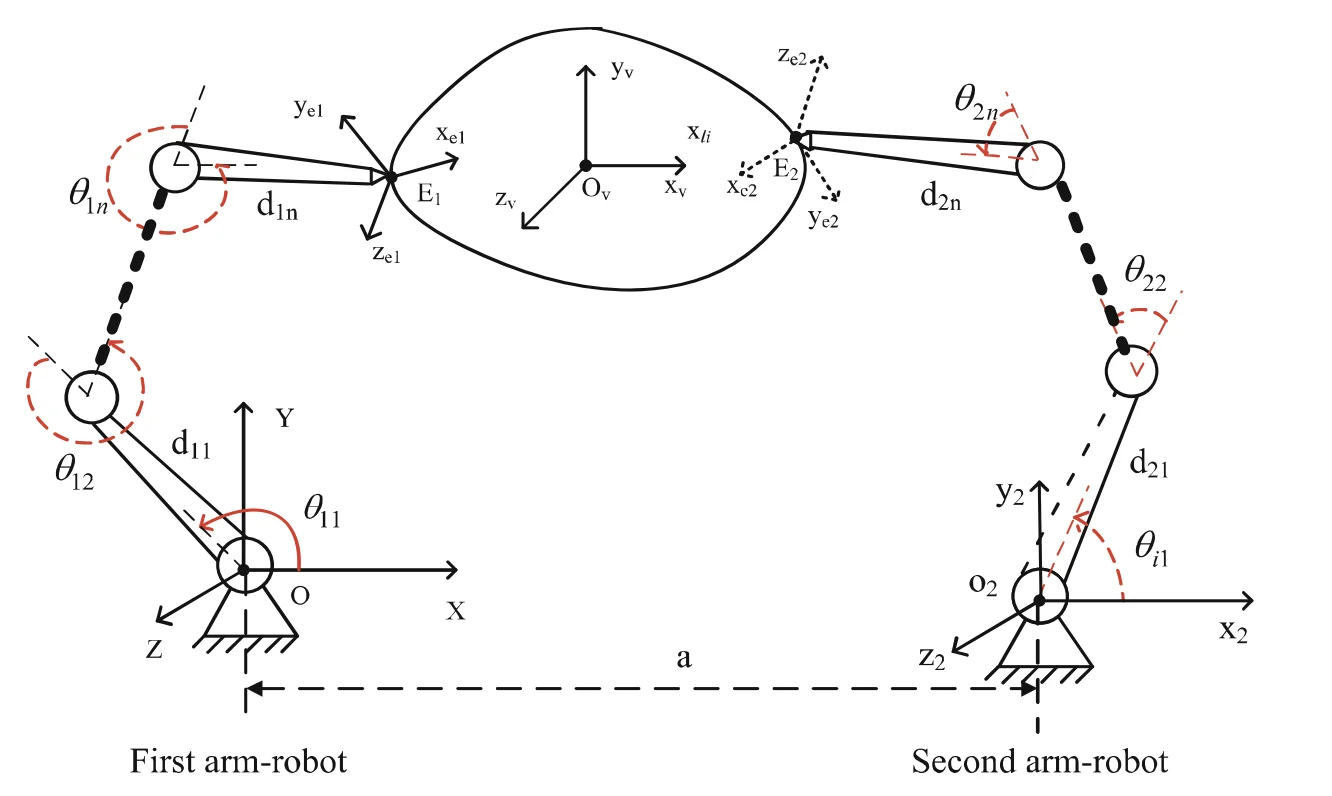 y_v
z_e2
θ_2n
y_e1
x_e1
x_li
θ_1n
d_1n
E_1
z_v
O_v
x_v
x_e2
E_2
y_e2
d_2n
z_e1
θ_22
Y
d_11
θ_12
θ_11
d_21
y_2
θ_i1
O
X
o_2
Z
z_2
x_2
a
First arm-robot
Second arm-robot